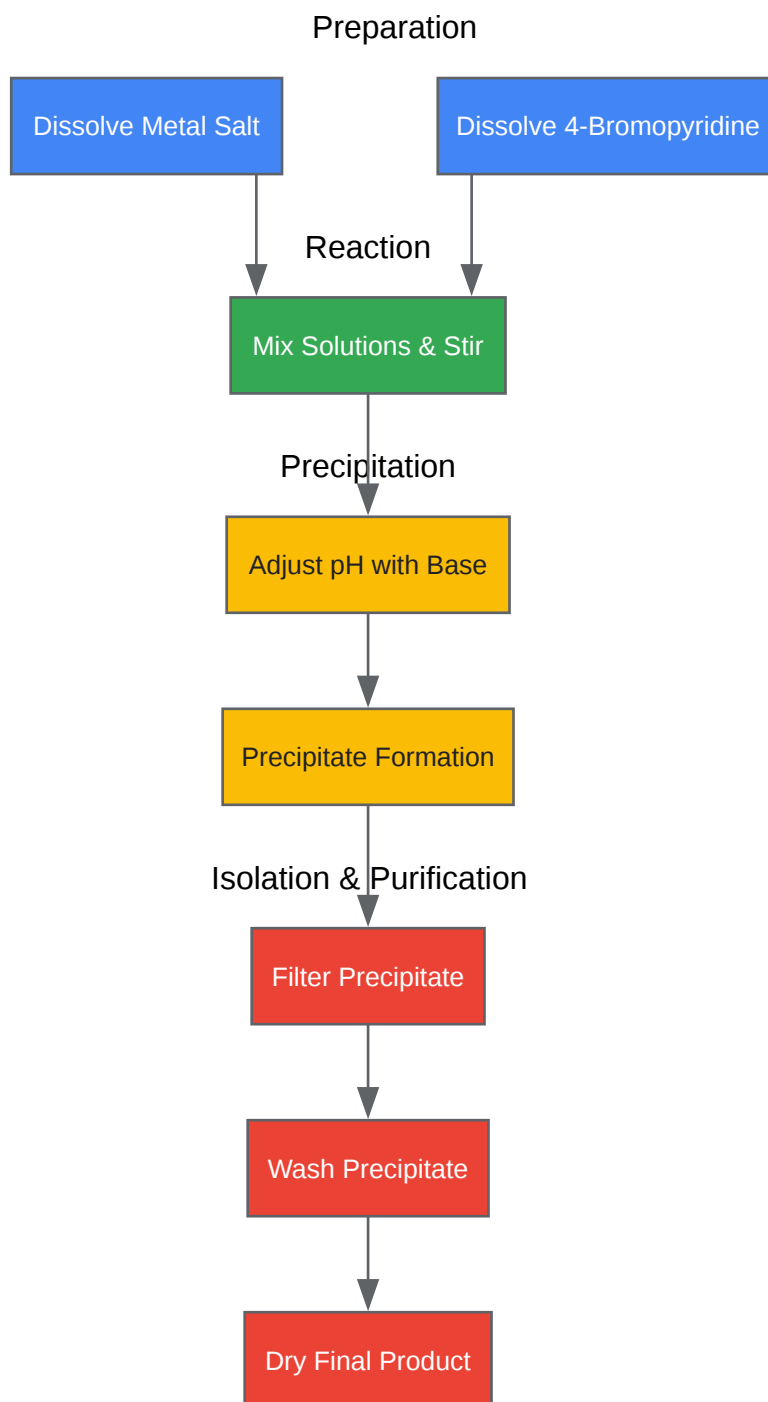 Preparation
Dissolve Metal Salt
Dissolve 4-Bromopyridine
Reaction
Mix Solutions & Stir
Precipitation
Adjust pH with Base
Precipitate Formation
Isolation & Purification
Filter Precipitate
Wash Precipitate
Dry Final Product